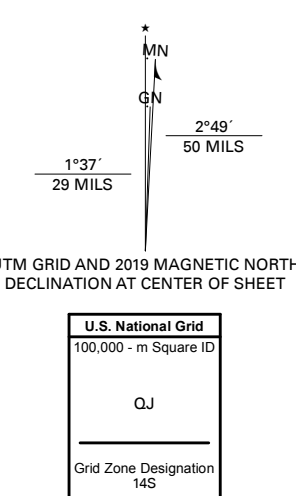 ★
MN
GN
2°49´
50 MILS
1°37´
29 MILS
UTM GRID AND 2019 MAGNETIC NORTH
DECLINATION AT CENTER OF SHEET
U.S. National Grid
100,000 - m Square ID
QJ
Grid Zone Designation
14S